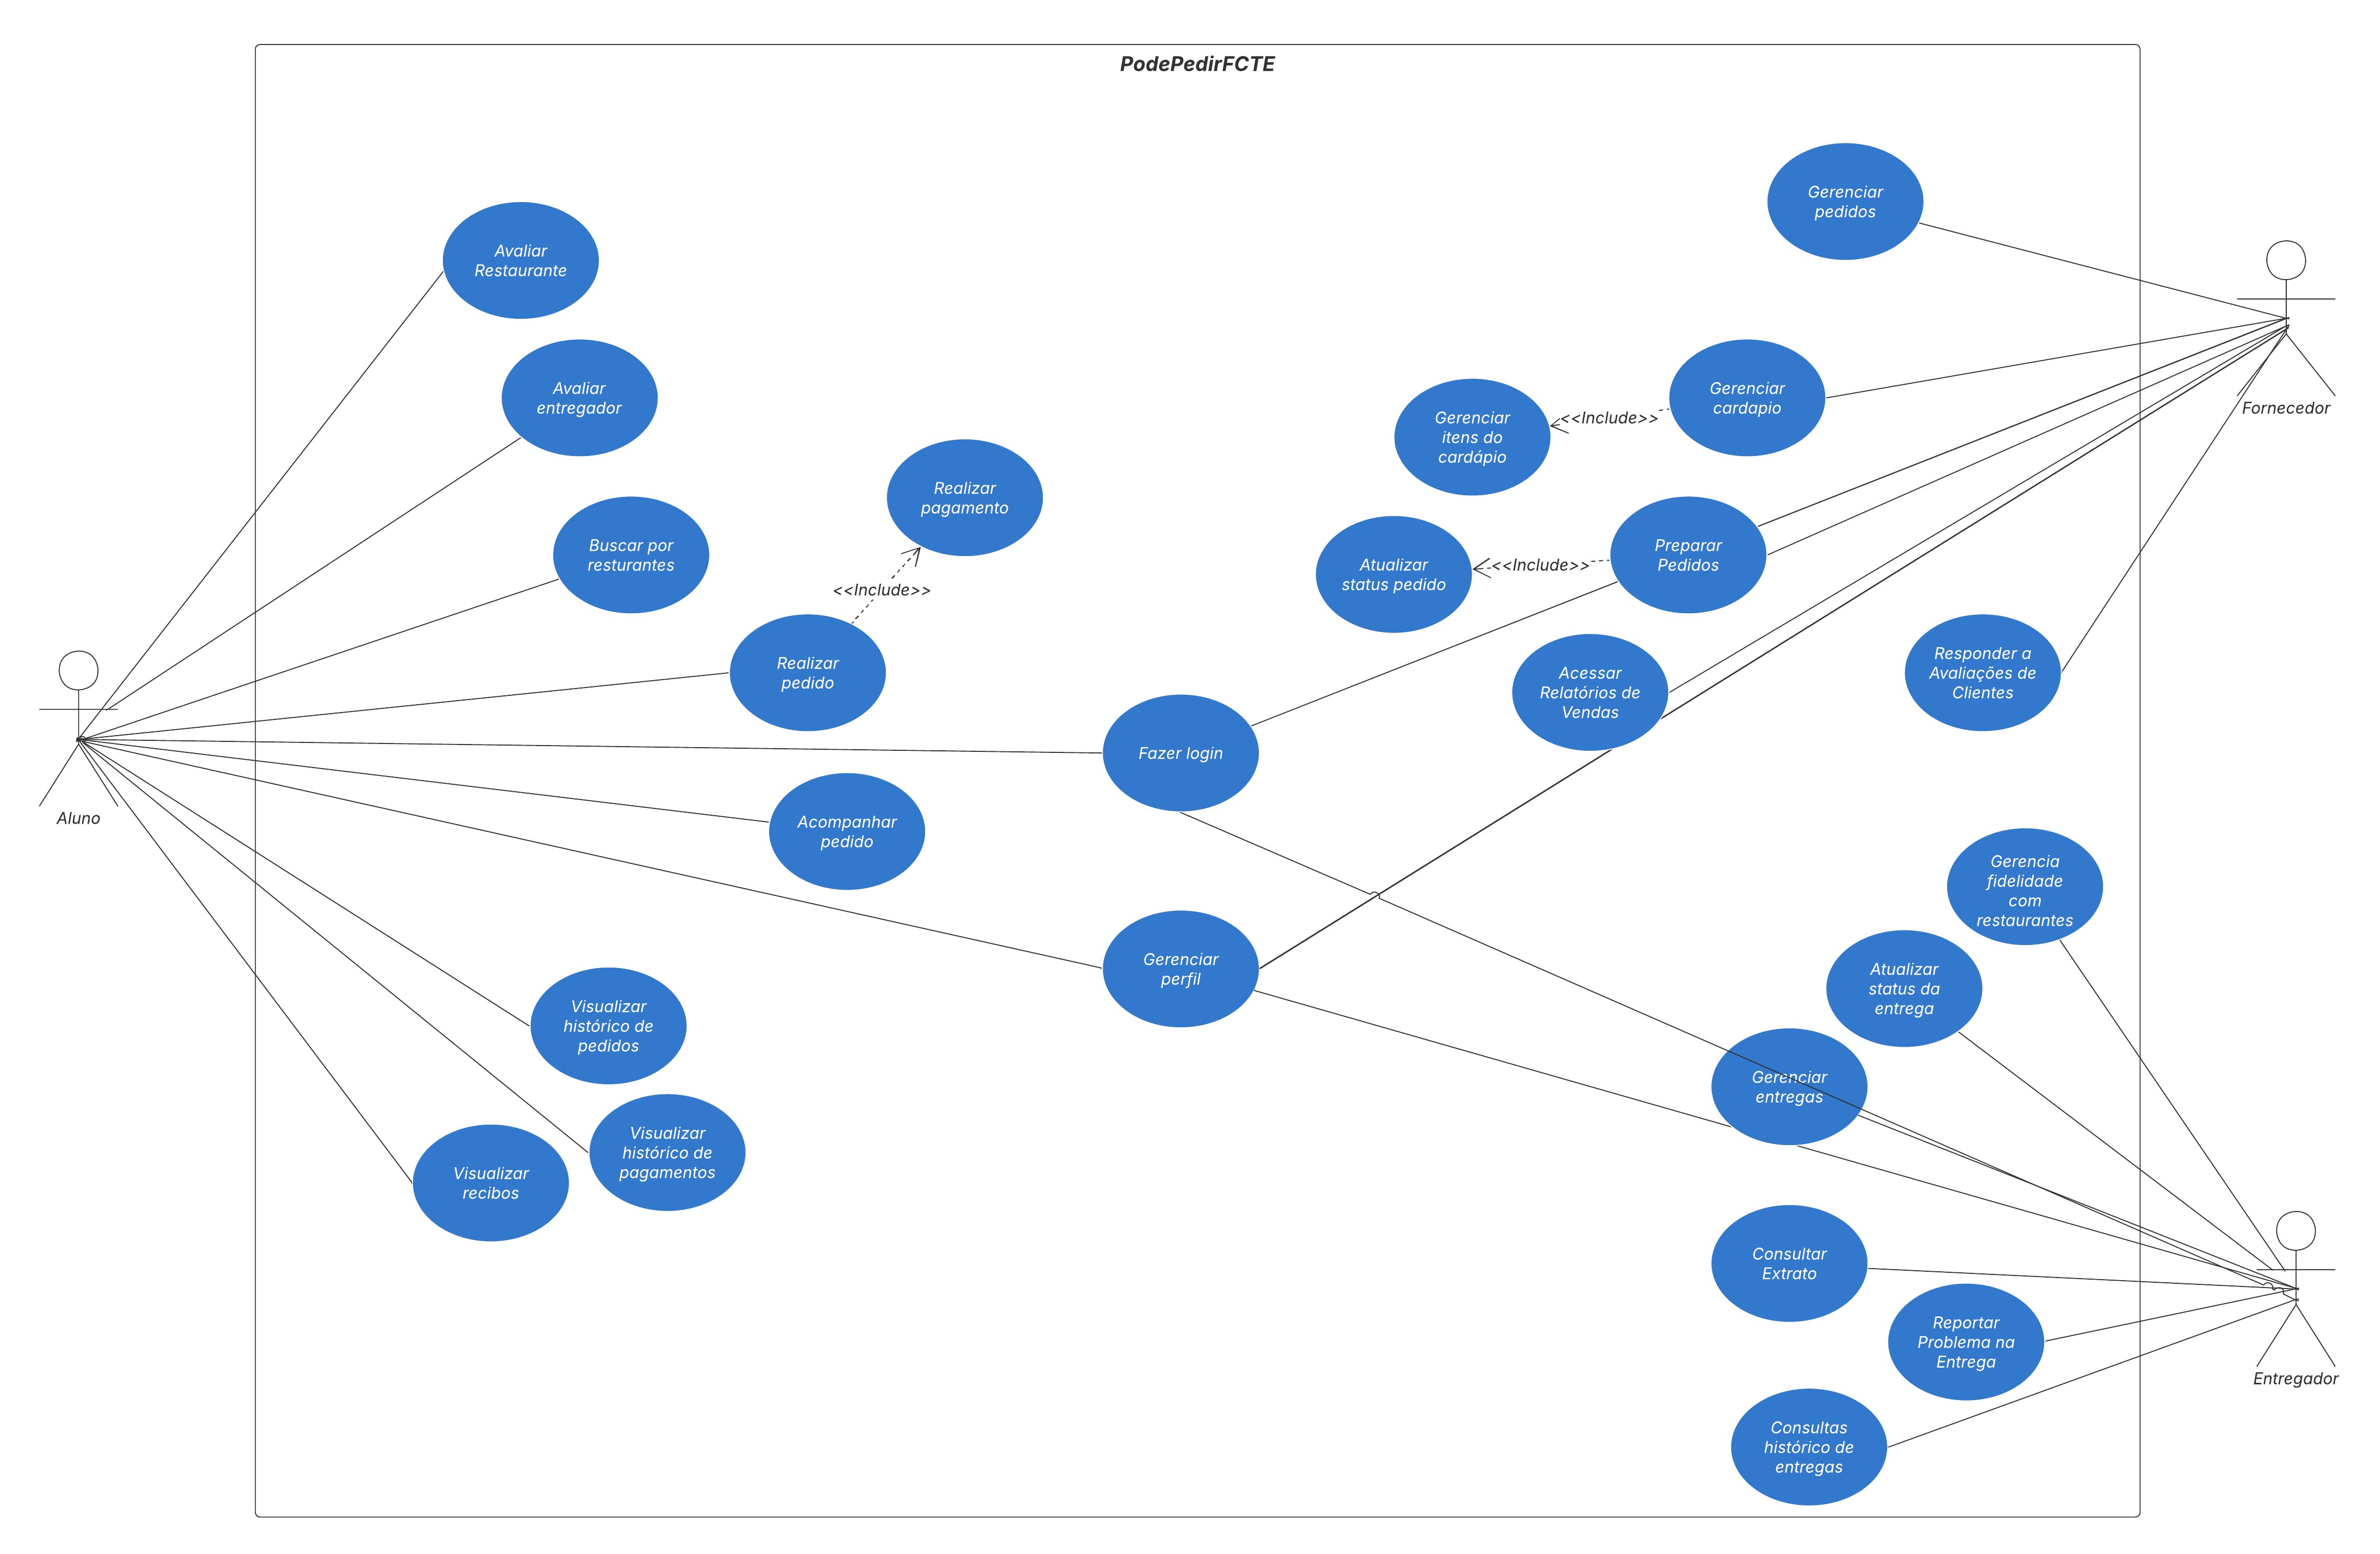 PodePedirFCTE
Avaliar
Restaurante
Avaliar
entregador
Buscar por
resturantes
Realizar
pagamento
<<Include>>
Realizar
pedido
Aluno
Fazer login
Acompanhar
pedido
Gerenciar
perfil
Visualizar
histórico de
pedidos
Visualizar
histórico de
pagamentos
Visualizar
recibos
Gerenciar
pedidos
Fornecedor
Gerenciar
cardapio
<<Include>>
Gerenciar
itens do
cardápio
Preparar
Pedidos
<<Include>>
Atualizar
status pedido
Acessar
Relatórios de
Vendas
Responder a
Avaliações de
Clientes
Gerencia
fidelidade
com
restaurantes
Atualizar
status da
entrega
Gerenciar
entregas
Consultar
Extrato
Reportar
Problema na
Entrega
Entregador
Consultas
histórico de
entregas